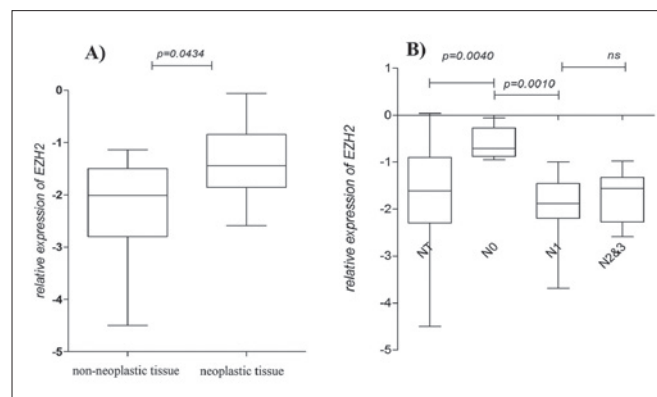 A)
p=0.0434
relative expression of EZH2
0
-1
-2
-3
-4
-5
non-neoplastic tissue
neoplastic tissue
B)
p=0.0040
p=0.0010
ns
relative expression of EZH2
1
0
-1
-2
-3
-4
-5
NT
N0
N1
N2&3